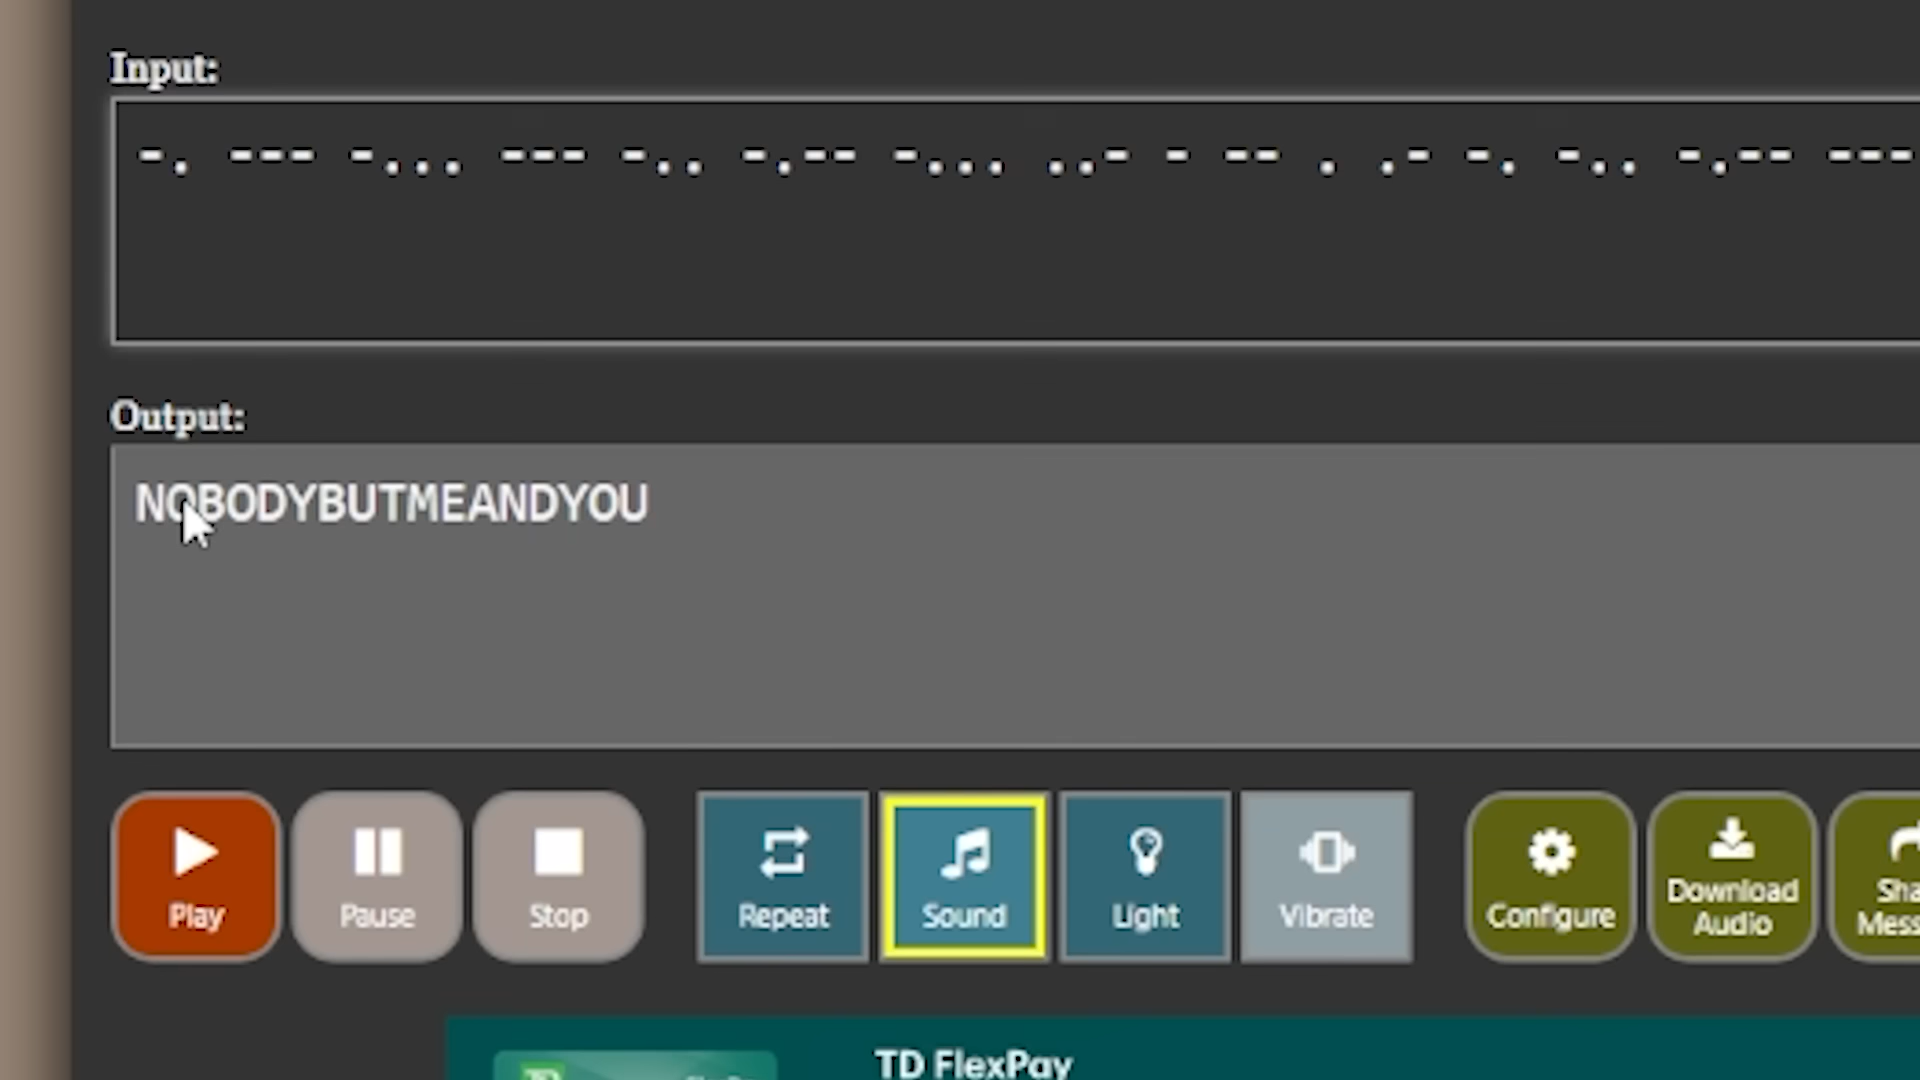 Input:
-. --- -... --- -.. -.-- -... ..- - -- . .- -. -.. -.-- ---
Output:
NOBODYBUTMEANDYOU
Play Pause Stop Repeat Sound Light Vibrate Configure Download Audio
TD FlexPay